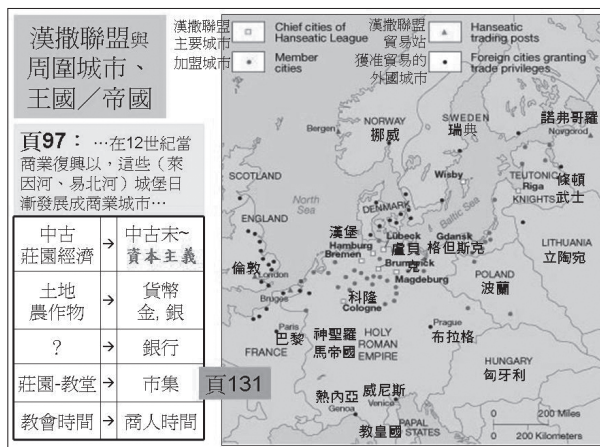 漢撒聯盟與
周圍城市、
王國／帝國
頁97：…在12世紀當
商業復興以，這些（萊
因河、易北河）城堡日
漸發展成商業城市…
中古
莊園經濟
→
中古末~
資本主義
土地
農作物
→
貨幣
金, 銀
?
→
銀行
莊園-教堂
→
市集
教會時間
→
商人時間
頁131
漢撒聯盟
主要城市
Chief cities of
Hanseatic League
加盟城市
Member
cities
漢撒聯盟
貿易站
Hanseatic
trading posts
獲准貿易的
外國城市
Foreign cities granting
trade privileges
NORWAY
挪威
Bergen
SWEDEN
瑞典
諾弗哥羅
Novgorod
SCOTLAND
North
Sea
DENMARK
Wisby
Baltic Sea
TEUTONIC
Riga
KNIGHTS
條頓
武士
ENGLAND
漢堡
Hamburg
Bremen
Lübeck
盧貝
克
Gdansk
格但斯克
LITHUANIA
立陶宛
倫敦
London
Brunswick
Magdeburg
POLAND
波蘭
Bruges
科隆
Cologne
Paris
巴黎
FRANCE
神聖羅
馬帝國
HOLY
ROMAN
EMPIRE
Prague
布拉格
HUNGARY
匈牙利
熱內亞
Genoa
威尼斯
Venice
教皇國
PAPAL
STATES
0
200 Miles
0
200 Kilometers